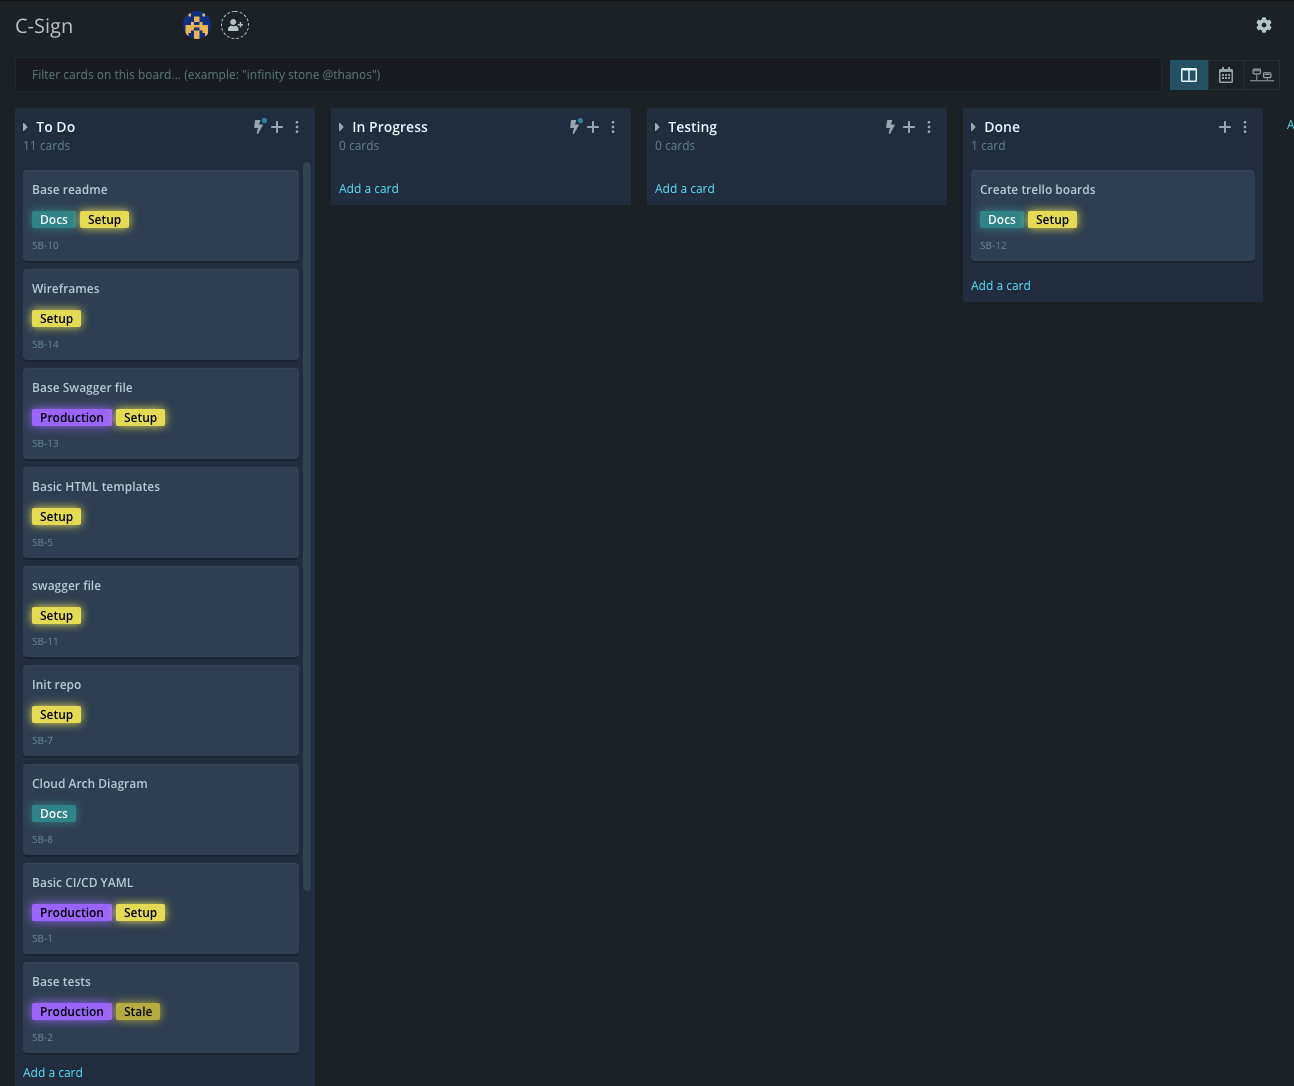 C-Sign
Filter cards on this board... (example: "infinity stone @thanos")
To Do
11 cards
Base readme
Docs Setup
SB-10
Wireframes
Setup
SB-14
Base Swagger file
Production Setup
SB-13
Basic HTML templates
Setup
SB-5
swagger file
Setup
SB-11
Init repo
Setup
SB-7
Cloud Arch Diagram
Docs
SB-8
Basic CI/CD YAML
Production Setup
SB-1
Base tests
Production Stale
SB-2
Add a card
In Progress
0 cards
Add a card
Testing
0 cards
Add a card
Done
1 card
Create trello boards
Docs Setup
SB-12
Add a card